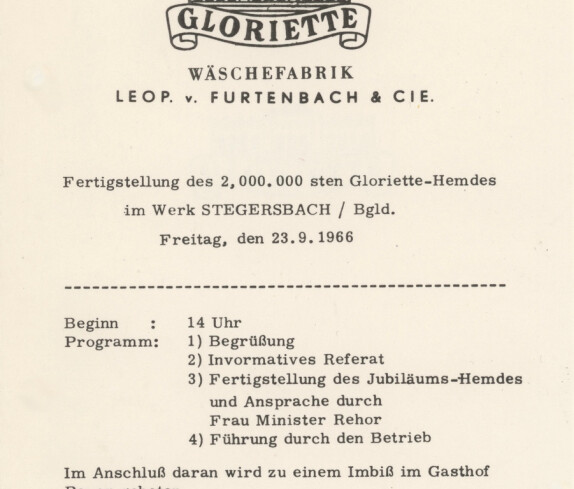 GLORIETTE
WÄSCHEFABRIK
LEOP. v. FURTENBACH & CIE.
Fertigstellung des 2,000.000 sten Gloriette-Hemdes
im Werk STEGERSBACH / Bgld.
Freitag, den 23.9.1966
Beginn : 14 Uhr
Programm: 1) Begrüßung
2) Invormatives Referat
3) Fertigstellung des Jubiläums-Hemdes
und Ansprache durch
Frau Minister Rehor
4) Führung durch den Betrieb
Im Anschluß daran wird zu einem Imbiß im Gasthof